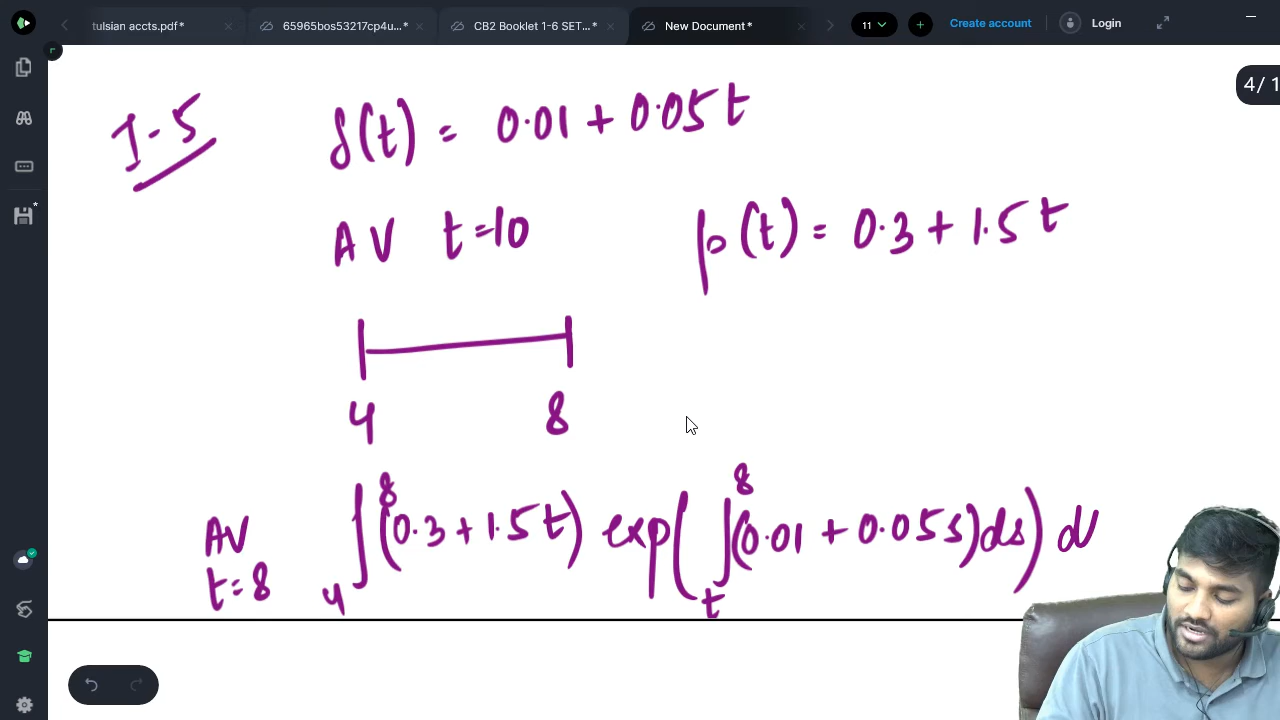 tulsian accts.pdf* 65965bos53217cp4u...* CB2 Booklet 1-6 SET...* New Document* 11 Create account Login
4/1
I-5 δ(t) = 0.01 + 0.05t
AV t=10 ρ(t) = 0.3 + 1.5t
4 8
AV t=8 ∫₄⁸ (0.3 + 1.5t) exp(∫ₜ⁸ (0.01 + 0.05s)ds) dt